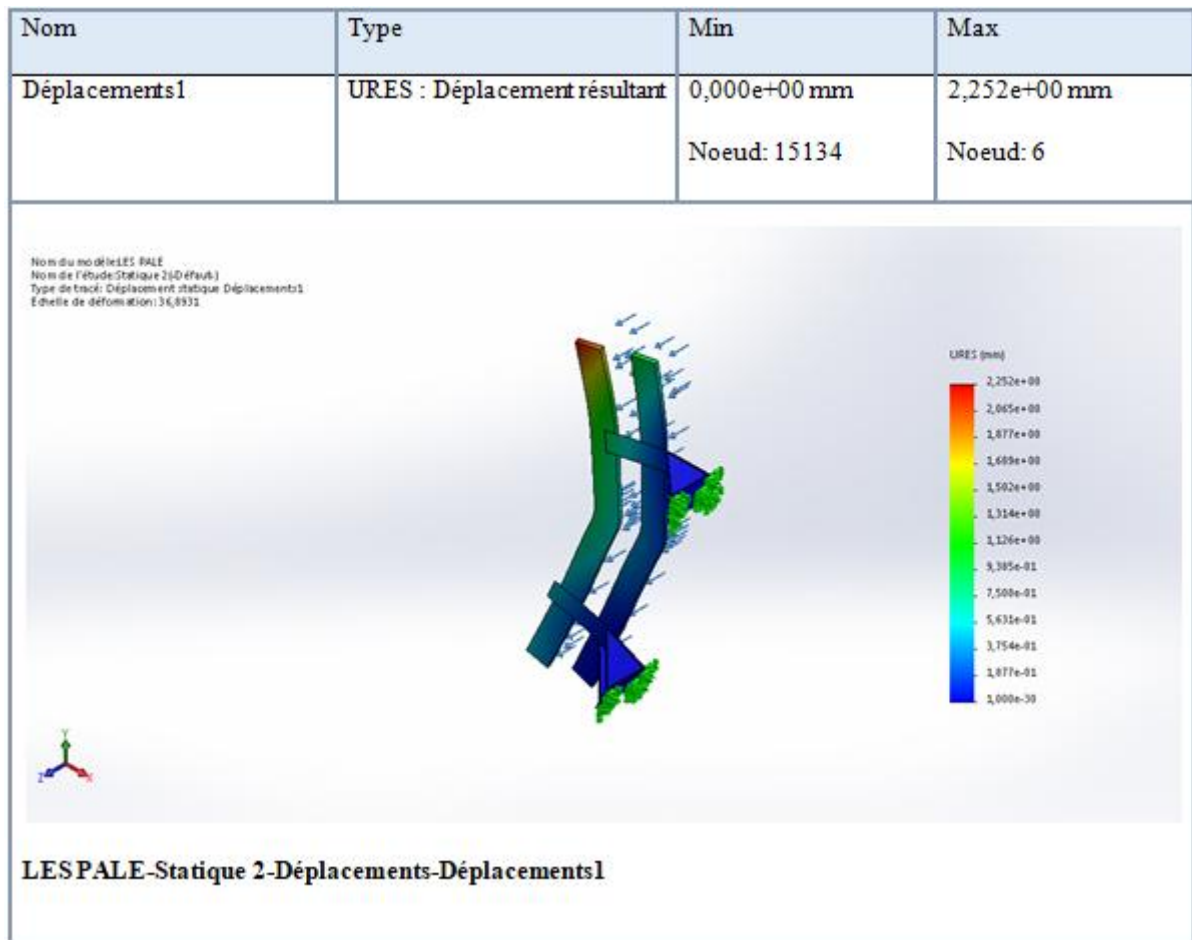 Nom Type Min Max
Déplacements1 URES : Déplacement résultant 0,000e+00 mm 2,252e+00 mm
Noeud: 15134 Noeud: 6
Nom du modèle:LES PALE
Nom de l'étude:Statique 2(-Défaut-)
Type de tracé: Déplacement statique Déplacements1
Echelle de déformation: 36,8931
URES (mm)
2,252e+00
2,065e+00
1,877e+00
1,689e+00
1,502e+00
1,314e+00
1,126e+00
9,385e-01
7,508e-01
5,631e-01
3,754e-01
1,877e-01
1,000e-30
Y
Z X
LES PALE-Statique 2-Déplacements-Déplacements1